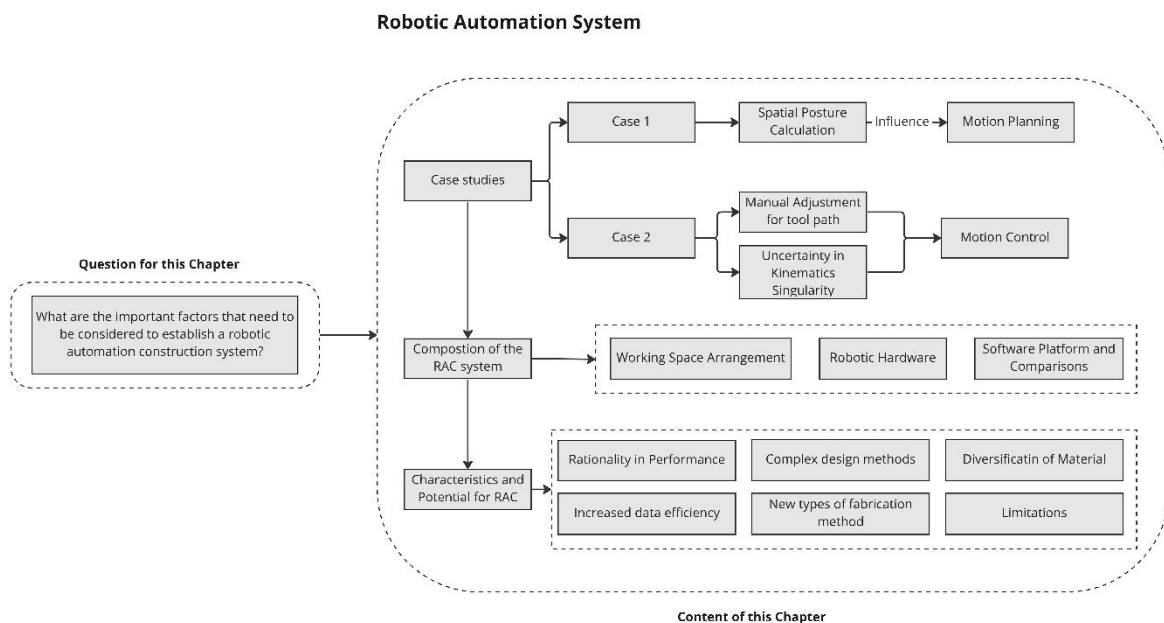 Robotic Automation System
Case 1
Spatial Posture
Calculation
Influence
Motion Planning
Case studies
Case 2
Manual Adjustment
for tool path
Uncertainty in
Kinematics
Singularity
Motion Control
Question for this Chapter
What are the important factors that need to
be considered to establish a robotic
automation construction system?
Compostion of the
RAC system
Working Space Arrangement
Robotic Hardware
Software Platform and
Comparisons
Characteristics and
Potential for RAC
Rationality in Performance
Complex design methods
Diversificatin of Material
Increased data efficiency
New types of fabrication
method
Limitations
Content of this Chapter